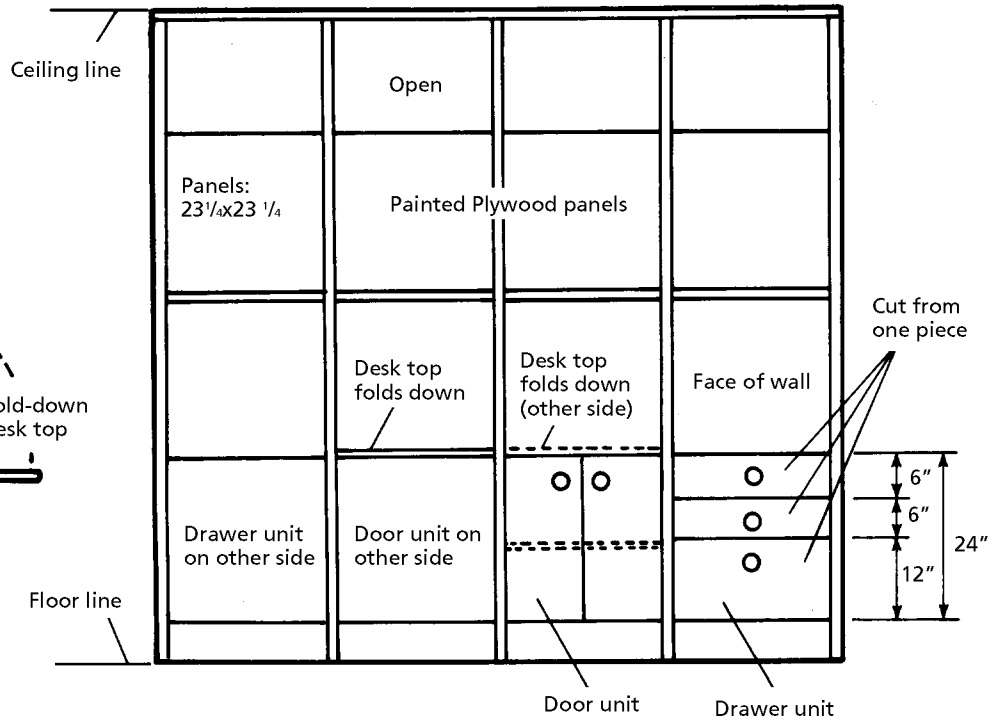 Ceiling line
Open
Panels:
23¹/₄x23 ¹/₄
Painted Plywood panels
Cut from
one piece
Desk top
folds down
Desk top
folds down
(other side)
Face of wall
old-down
esk top
6"
6"
12"
24"
Drawer unit
on other side
Door unit on
other side
Floor line
Door unit
Drawer unit